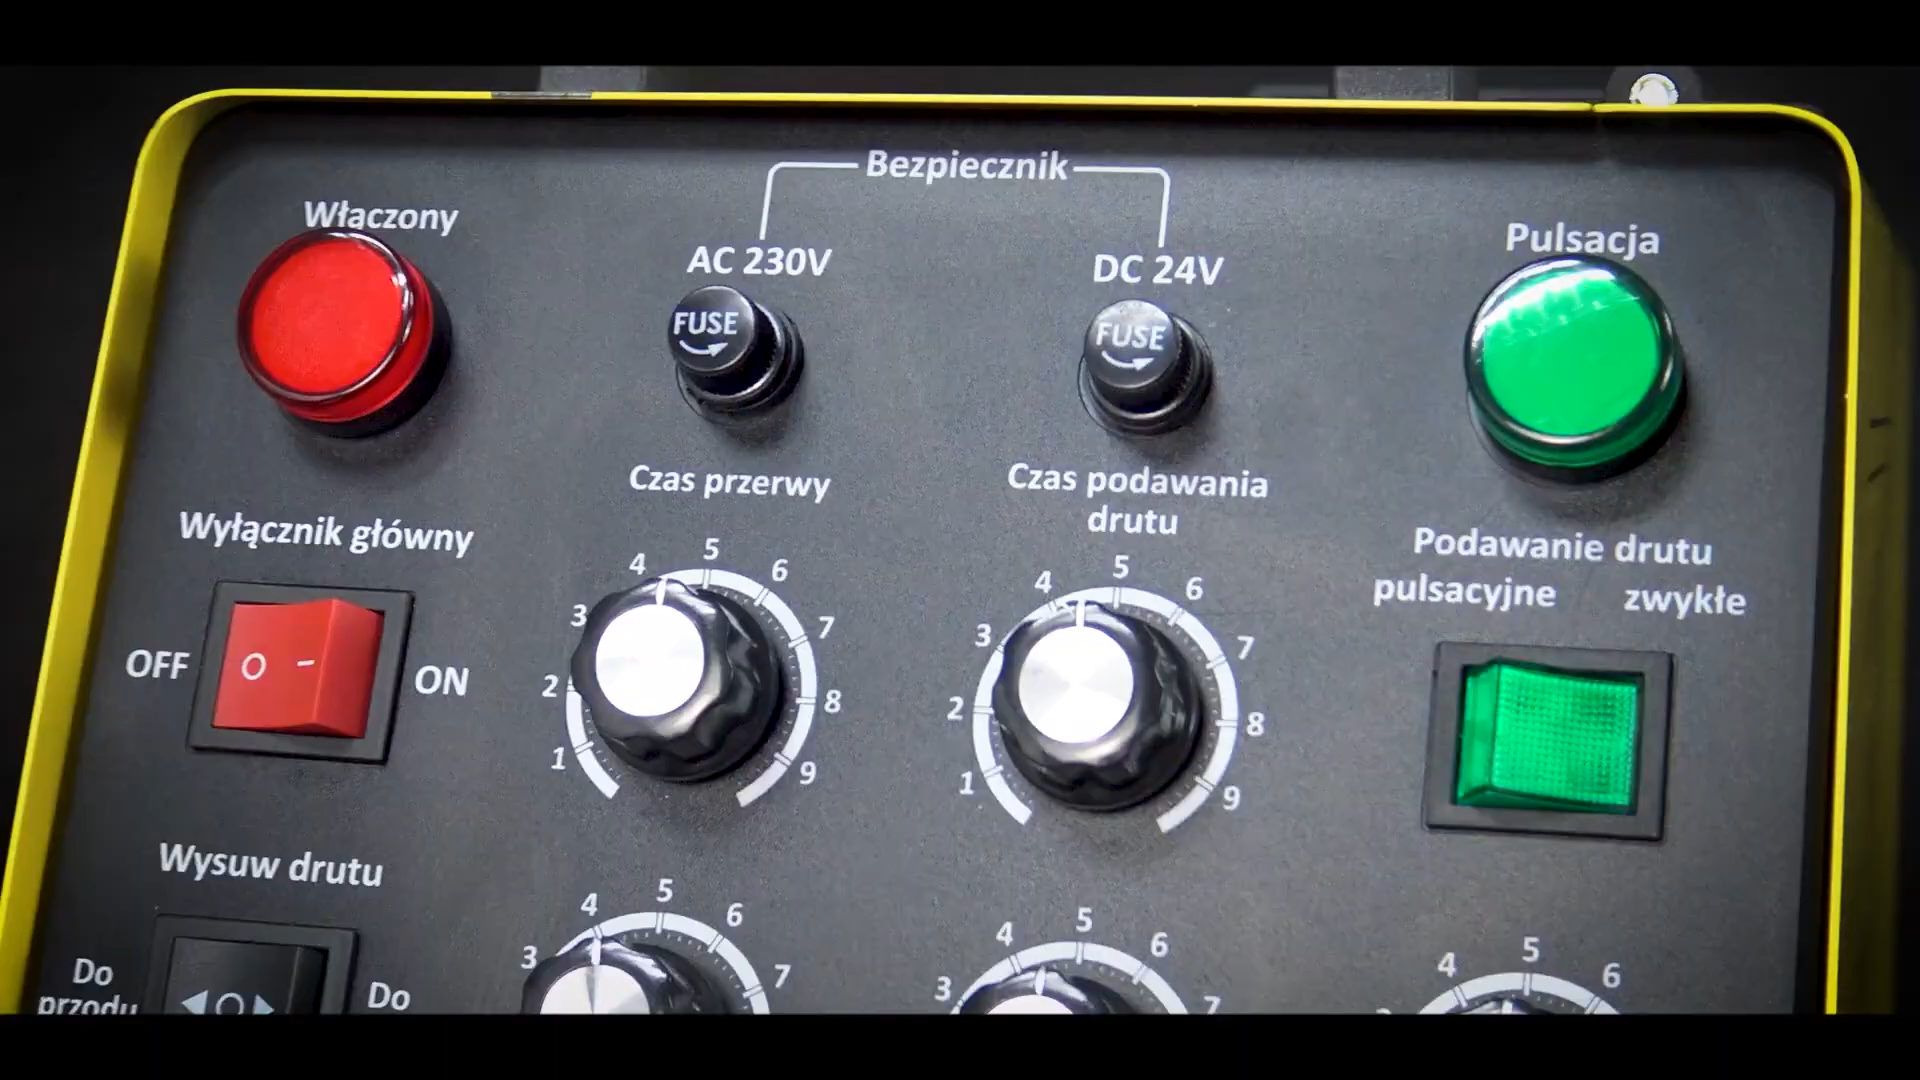 Bezpiecznik
Włączony
AC 230V
DC 24V
Pulsacja
FUSE
FUSE
Czas przerwy
Czas podawania
drutu
Wyłącznik główny
Podawanie drutu
pulsacyjne zwykłe
OFF
O -
ON
1 2 3 4 5 6 7 8 9
1 2 3 4 5 6 7 8 9
Wysuw drutu
Do
przodu
Do
3 4 5 6 7
3 4 5 6 7
4 5 6